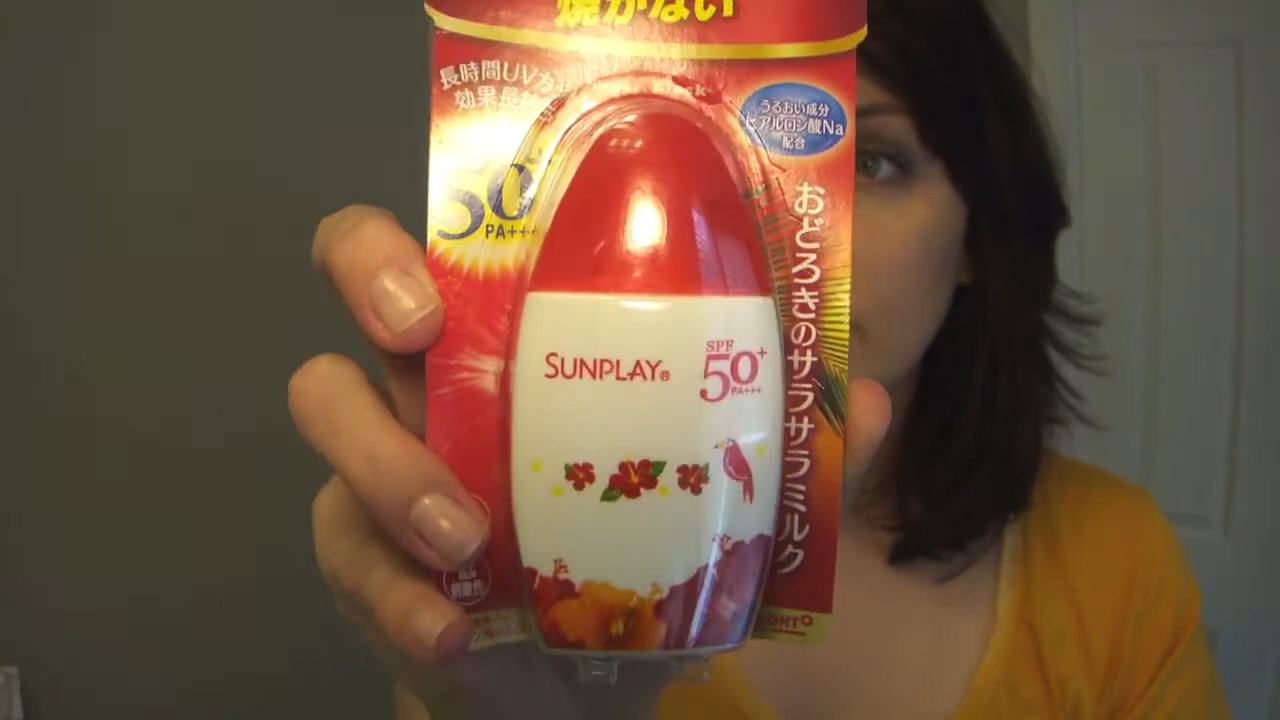 焼かない
長時間UVカ
効果長
50
PA+++
うるおい成分
ヒアルロン酸Na
配合
おどろきのサラサラミルク
SUNPLAY®
SPF
50+
PA+++